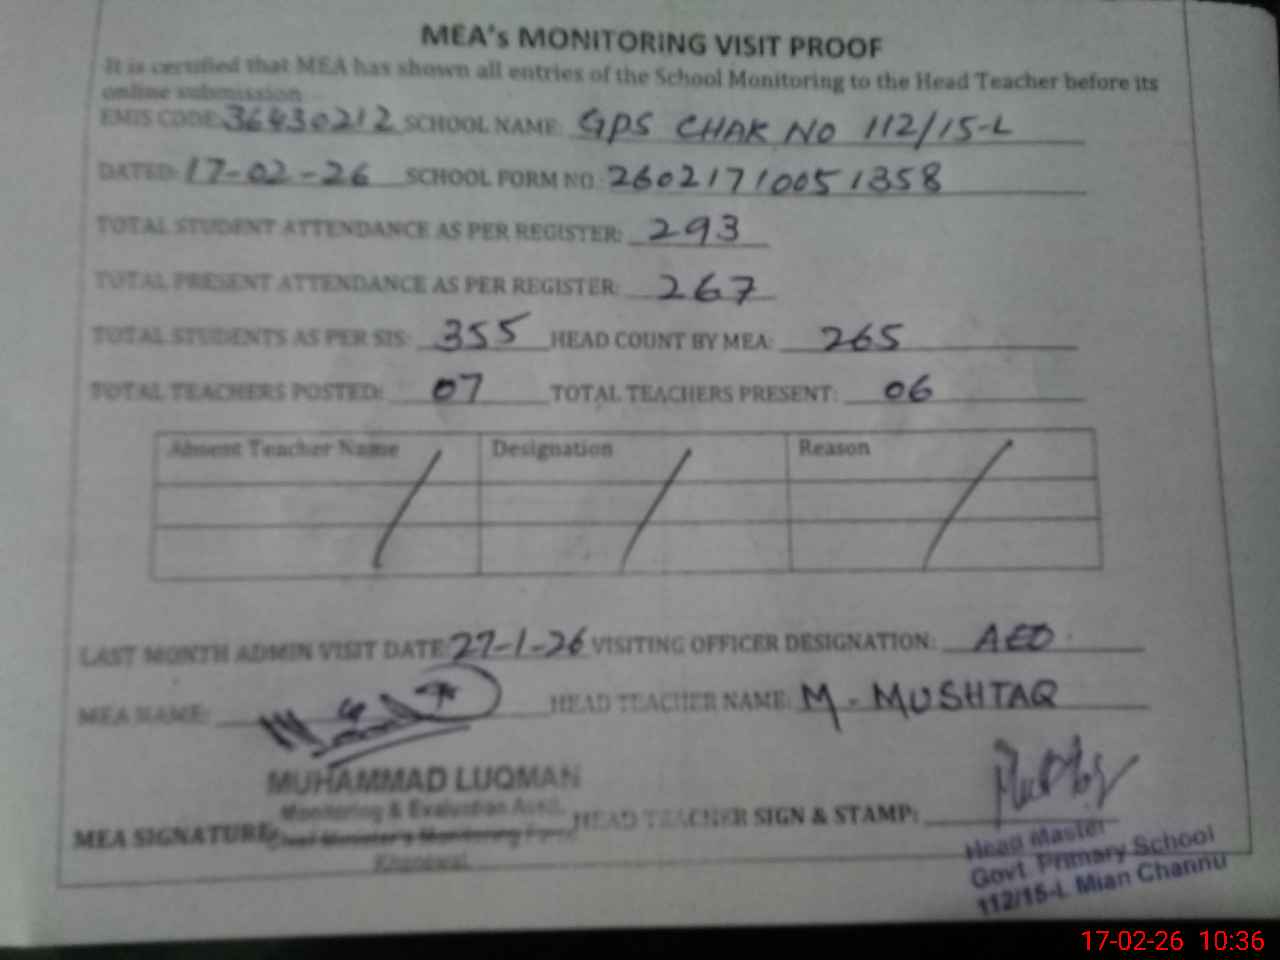 MEA's MONITORING VISIT PROOF
It is certified that MEA has shown all entries of the School Monitoring to the Head Teacher before its
online submission
EMIS CODE: 36430212 SCHOOL NAME: GPS CHAK NO 112/15-L
DATED: 17-02-26 SCHOOL FORM NO: 2602171005 1358
TOTAL STUDENT ATTENDANCE AS PER REGISTER: 293
TOTAL PRESENT ATTENDANCE AS PER REGISTER: 267
TOTAL STUDENTS AS PER SIS: 355 HEAD COUNT BY MEA: 265
TOTAL TEACHERS POSTED: 07 TOTAL TEACHERS PRESENT: 06
Absent Teacher Name Designation Reason
LAST MONTH ADMIN VISIT DATE: 27-1-26 VISITING OFFICER DESIGNATION: AEO
MEA NAME: HEAD TEACHER NAME: M. MUSHTAQ
MUHAMMAD LUQMAN
Monitoring & Evaluation Asstt.
MEA SIGNATURE: Chief Minister's Monitoring Force HEAD TEACHER SIGN & STAMP:
Khanewal
Head Master
Govt. Primary School
112/15-L Mian Channu
17-02-26 10:36